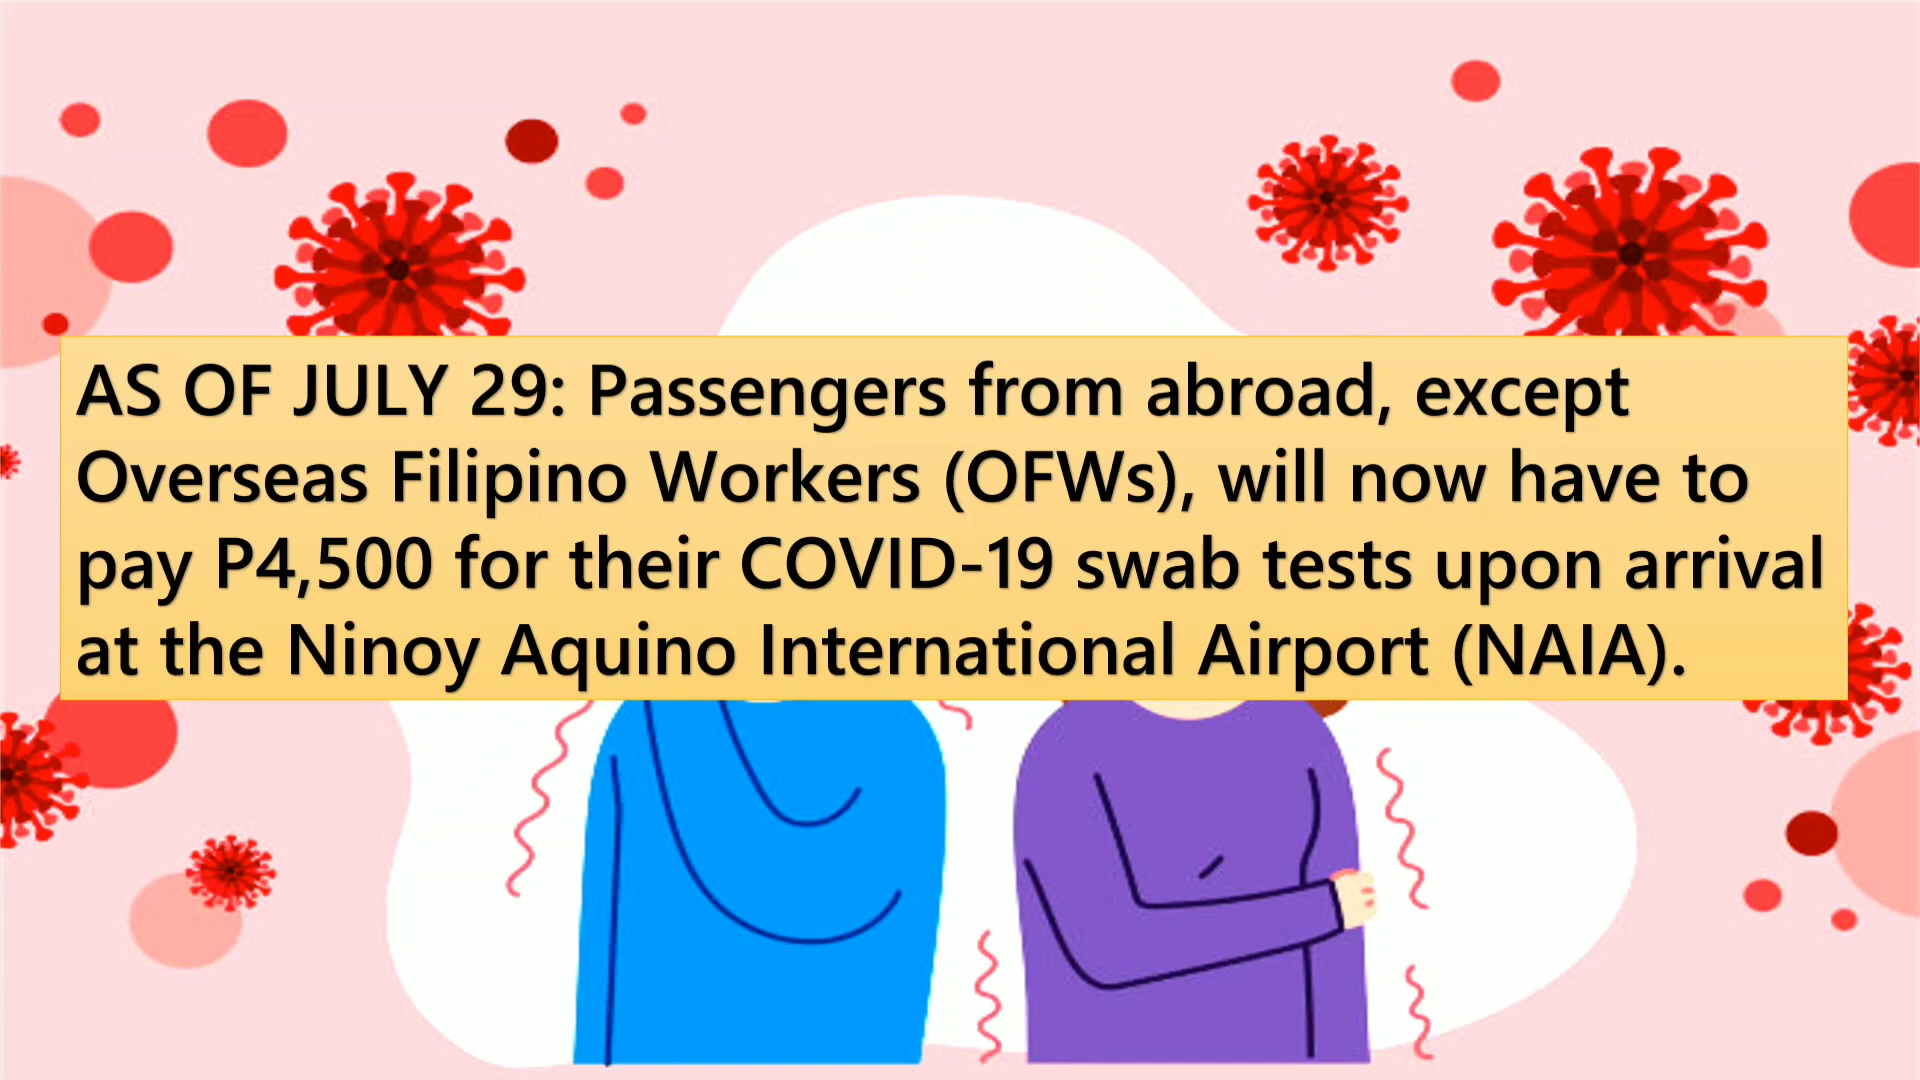 AS OF JULY 29: Passengers from abroad, except
Overseas Filipino Workers (OFWs), will now have to
pay P4,500 for their COVID-19 swab tests upon arrival
at the Ninoy Aquino International Airport (NAIA).